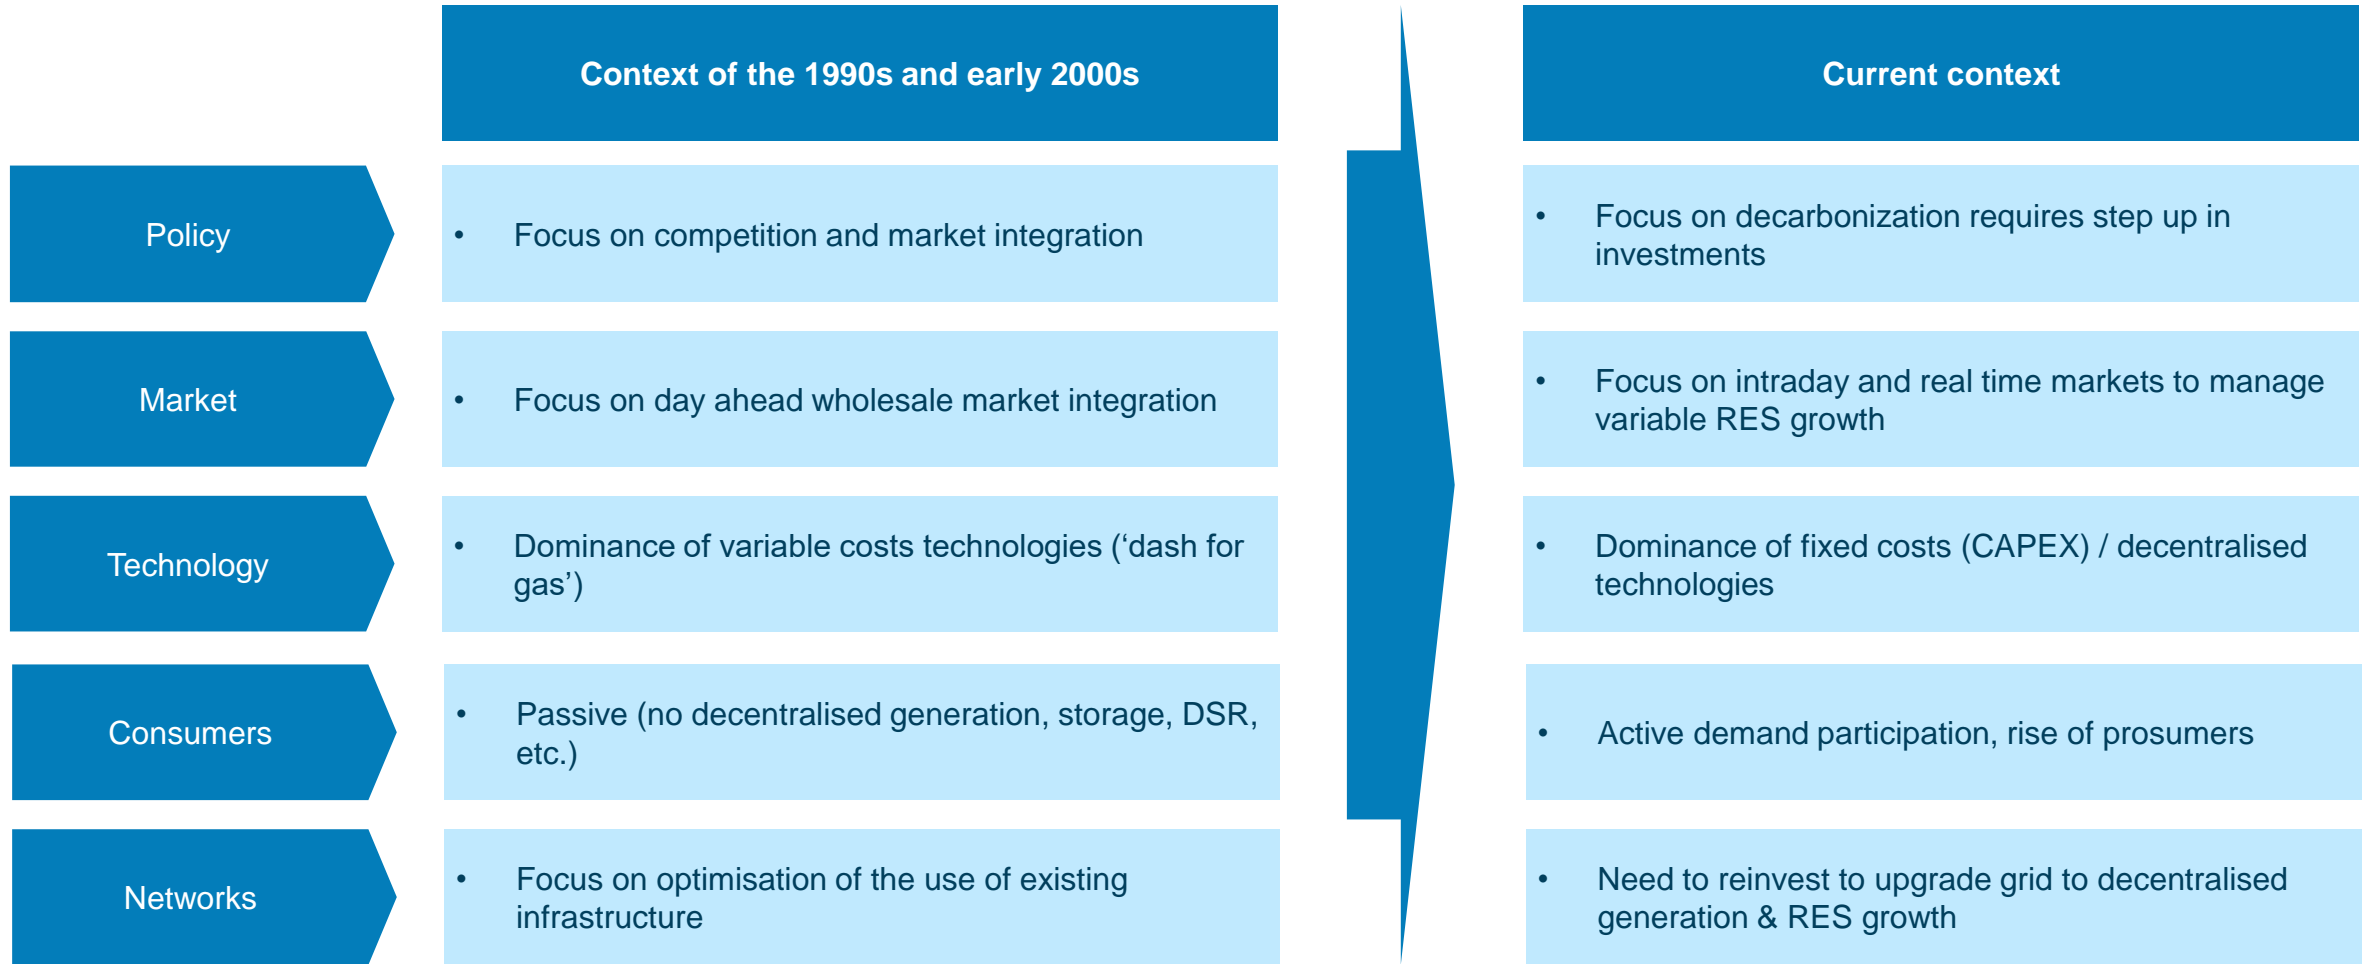 Context of the 1990s and early 2000s
Current context
Policy
• Focus on competition and market integration
• Focus on decarbonization requires step up in
investments
Market
• Focus on day ahead wholesale market integration
• Focus on intraday and real time markets to manage
variable RES growth
Technology
• Dominance of variable costs technologies (‘dash for
gas’)
• Dominance of fixed costs (CAPEX) / decentralised
technologies
Consumers
• Passive (no decentralised generation, storage, DSR,
etc.)
• Active demand participation, rise of prosumers
Networks
• Focus on optimisation of the use of existing
infrastructure
• Need to reinvest to upgrade grid to decentralised
generation & RES growth